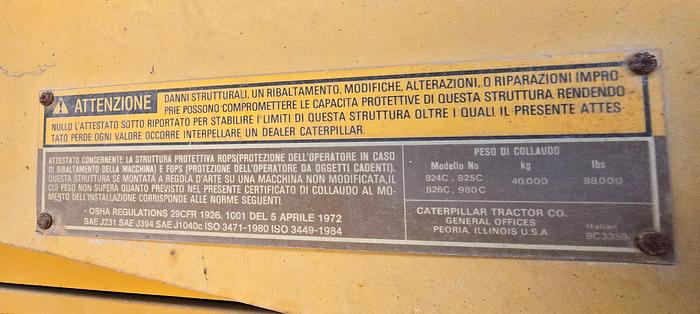 ATTENZIONE
DANNI STRUTTURALI, UN RIBALTAMENTO, MODIFICHE, ALTERAZIONI, O RIPARAZIONI IMPRO-
PRIE POSSONO COMPROMETTERE LE CAPACITA PROTETTIVE DI QUESTA STRUTTURA RENDENDO
NULLO L'ATTESTATO SOTTO RIPORTATO PER STABILIRE I LIMITI DI QUESTA STRUTTURA OLTRE I QUALI IL PRESENTE ATTES
TATO PERDE OGNI VALORE OCCORRE INTERPELLARE UN DEALER CATERPILLAR.
ATTESTATO CONCERNENTE LA STRUTTURA PROTETTIVA ROPS(PROTEZIONE DELL'OPERATORE IN CASO
DI RIBALTAMENTO DELLA MACCHINA) E FOPS (PROTEZIONE DELL'OPERATORE DA OGGETTI CADENTI).
QUESTA STRUTTURA SE MONTATA A REGOLA D'ARTE SU UNA MACCHINA NON MODIFICATA, IL
CUI PESO NON SUPERA QUANTO PREVISTO NEL PRESENTE CERTIFICATO DI COLLAUDO AL MO-
MENTO DELL'INSTALLAZIONE CORRISPONDE ALLE NORME SEGUENTI.
- OSHA REGULATIONS 29CFR 1926. 1001 DEL 5 APRILE 1972
SAE J231 SAE J394 SAE J1040c ISO 3471-1980 ISO 3449-1984
PESO DI COLLAUDO
Modello No kg lbs
824C, 825C
826C, 980C 40.000 88.000
CATERPILLAR TRACTOR CO.
GENERAL OFFICES
PEORIA, ILLINOIS U.S.A.
Italian
8C3359